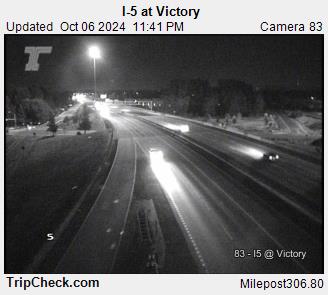 I-5 at Victory
Updated Oct 06 2024 11:41 PM Camera 83
T
S
83 - I5 @ Victory
TripCheck.com Milepost306.80